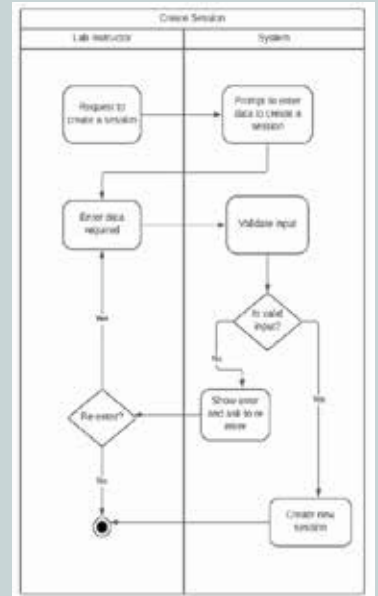 Create Session
Lab Instructor
System
Request to
create a session
Prompt to enter
data to create a
session
Enter data
required
Validate input
Is valid
input?
Yes
No
Yes
Show error
and ask to re
enter
Re-enter?
No
Create new
session